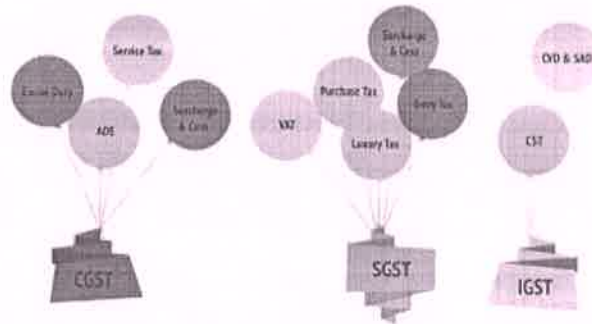 Service Tax
Excise Duty
ADE
Surcharge
& Cess
Surcharge
& Cess
Purchase Tax
Entry Tax
VAT
Luxury Tax
CVD & SAD
CST
CGST
SGST
IGST